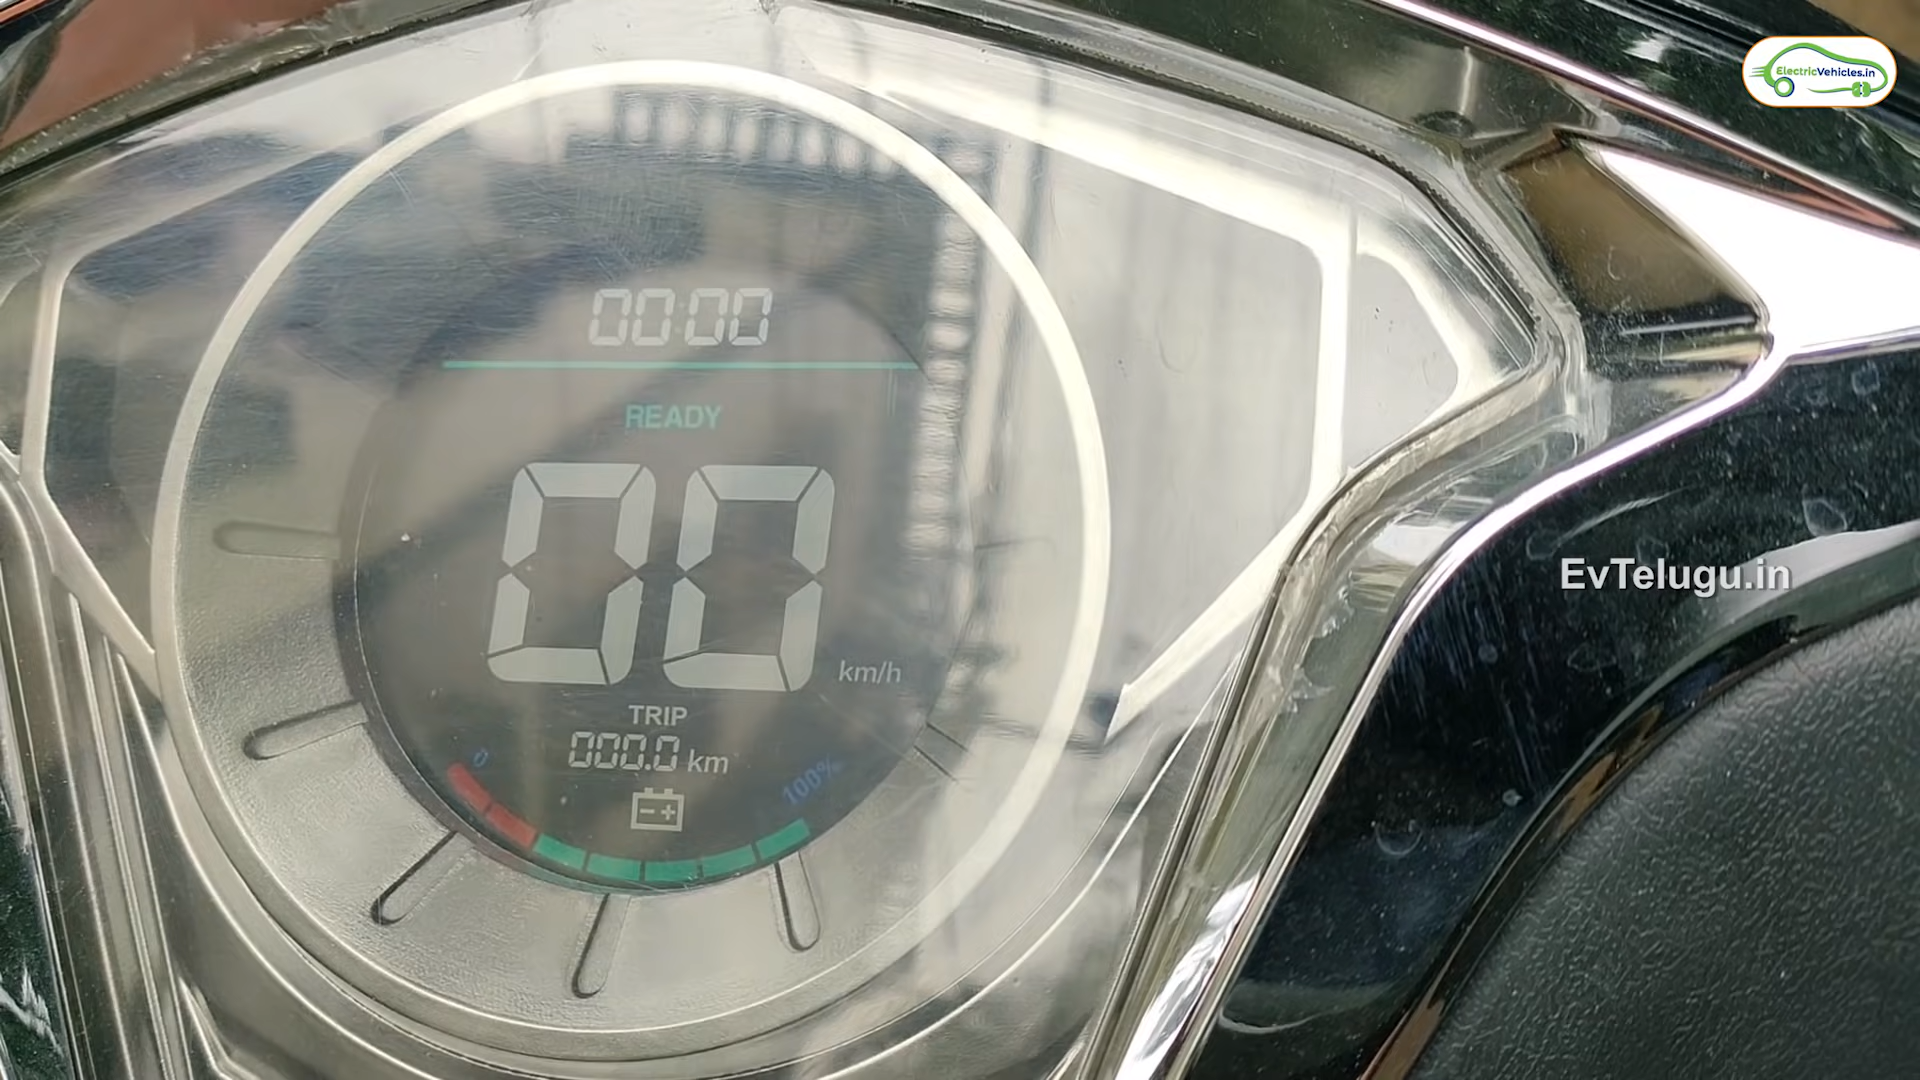 ElectricVehicles.in
00:00
READY
00
km/h
EvTelugu.in
TRIP
000.0 km
0
100%